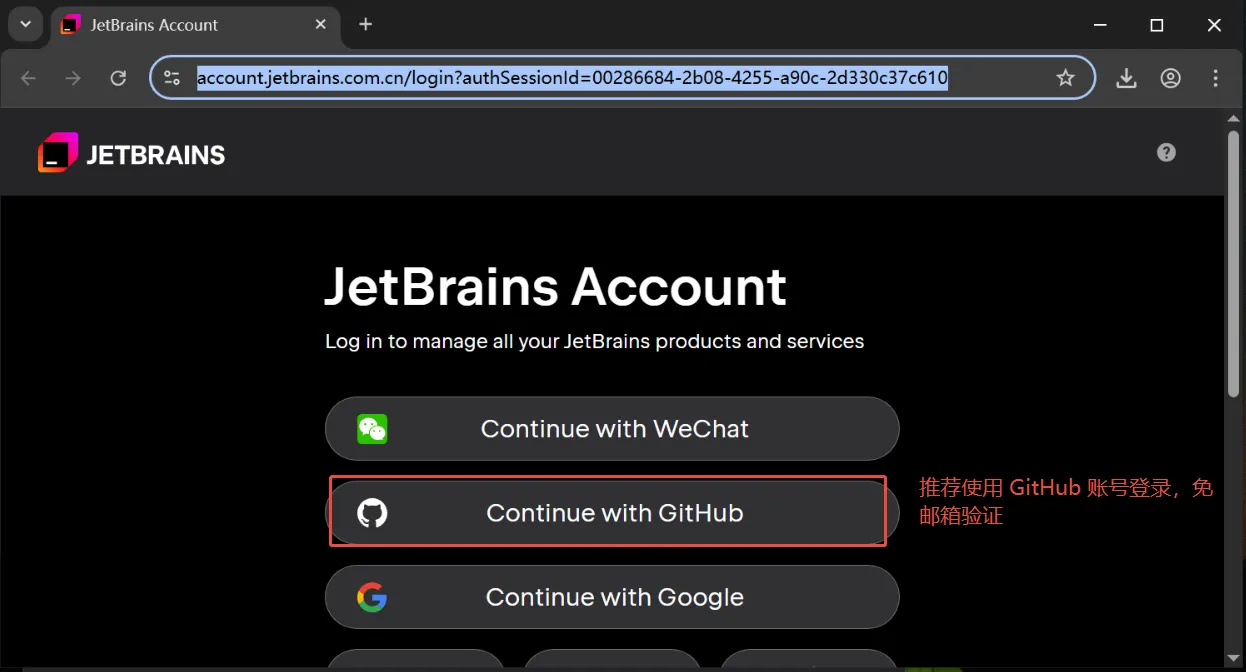 JetBrains Account
account.jetbrains.com.cn/login?authSessionId=00286684-2b08-4255-a90c-2d330c37c610
JETBRAINS
JetBrains Account
Log in to manage all your JetBrains products and services
Continue with WeChat
Continue with GitHub
推荐使用 GitHub 账号登录，免
邮箱验证
Continue with Google